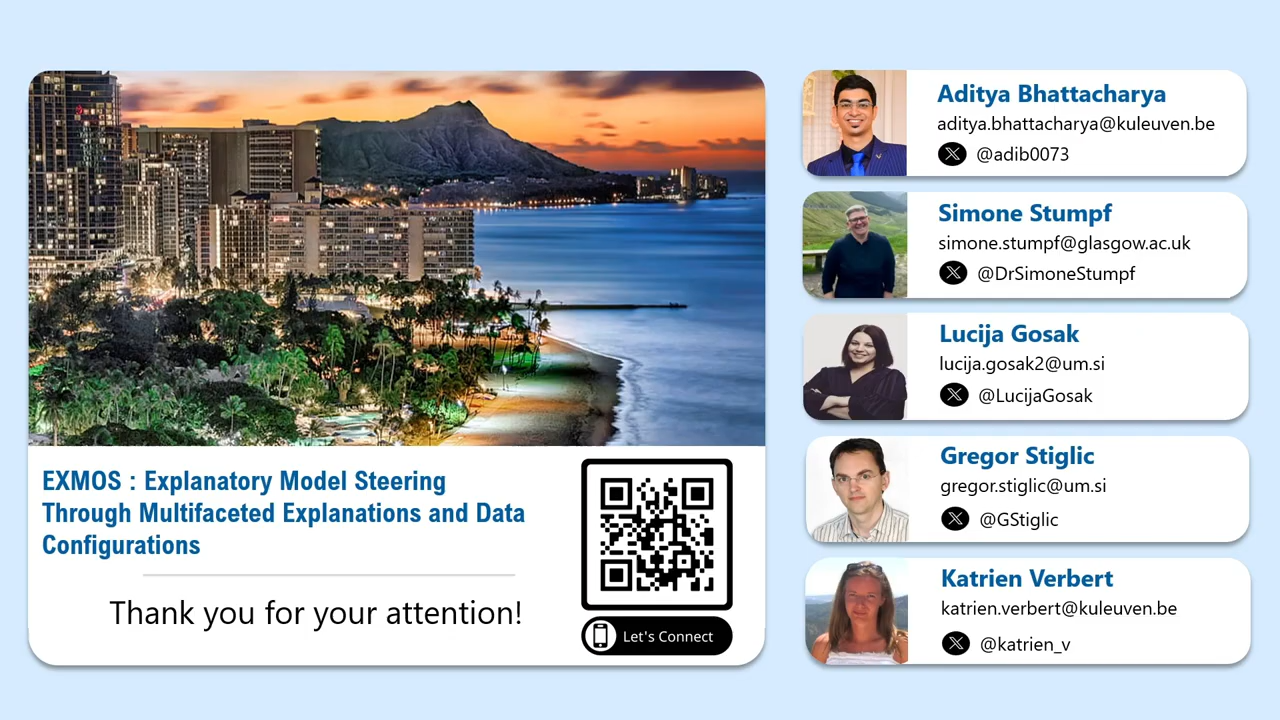 EXMOS : Explanatory Model Steering
Through Multifaceted Explanations and Data
Configurations
Thank you for your attention!
Let's Connect
Aditya Bhattacharya
aditya.bhattacharya@kuleuven.be
@adib0073
Simone Stumpf
simone.stumpf@glasgow.ac.uk
@DrSimoneStumpf
Lucija Gosak
lucija.gosak2@um.si
@LucijaGosak
Gregor Stiglic
gregor.stiglic@um.si
@GStiglic
Katrien Verbert
katrien.verbert@kuleuven.be
@katrien_v